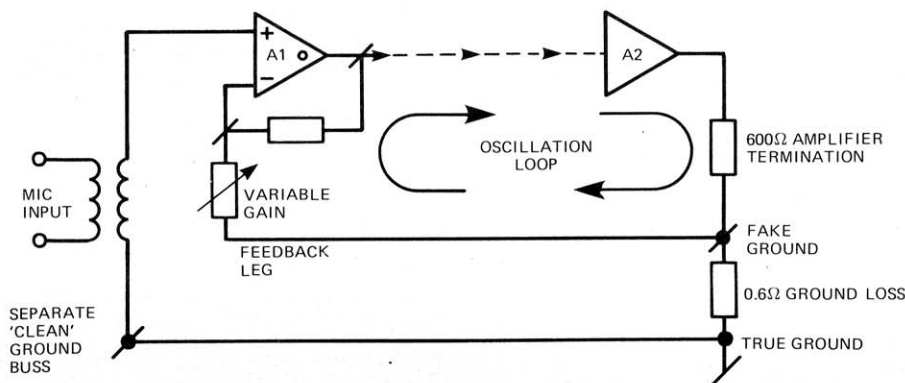 +
A1
−
A2
OSCILLATION
LOOP
600Ω AMPLIFIER
TERMINATION
MIC
INPUT
VARIABLE
GAIN
FEEDBACK
LEG
FAKE
GROUND
0.6Ω GROUND LOSS
SEPARATE
'CLEAN'
GROUND
BUSS
TRUE GROUND